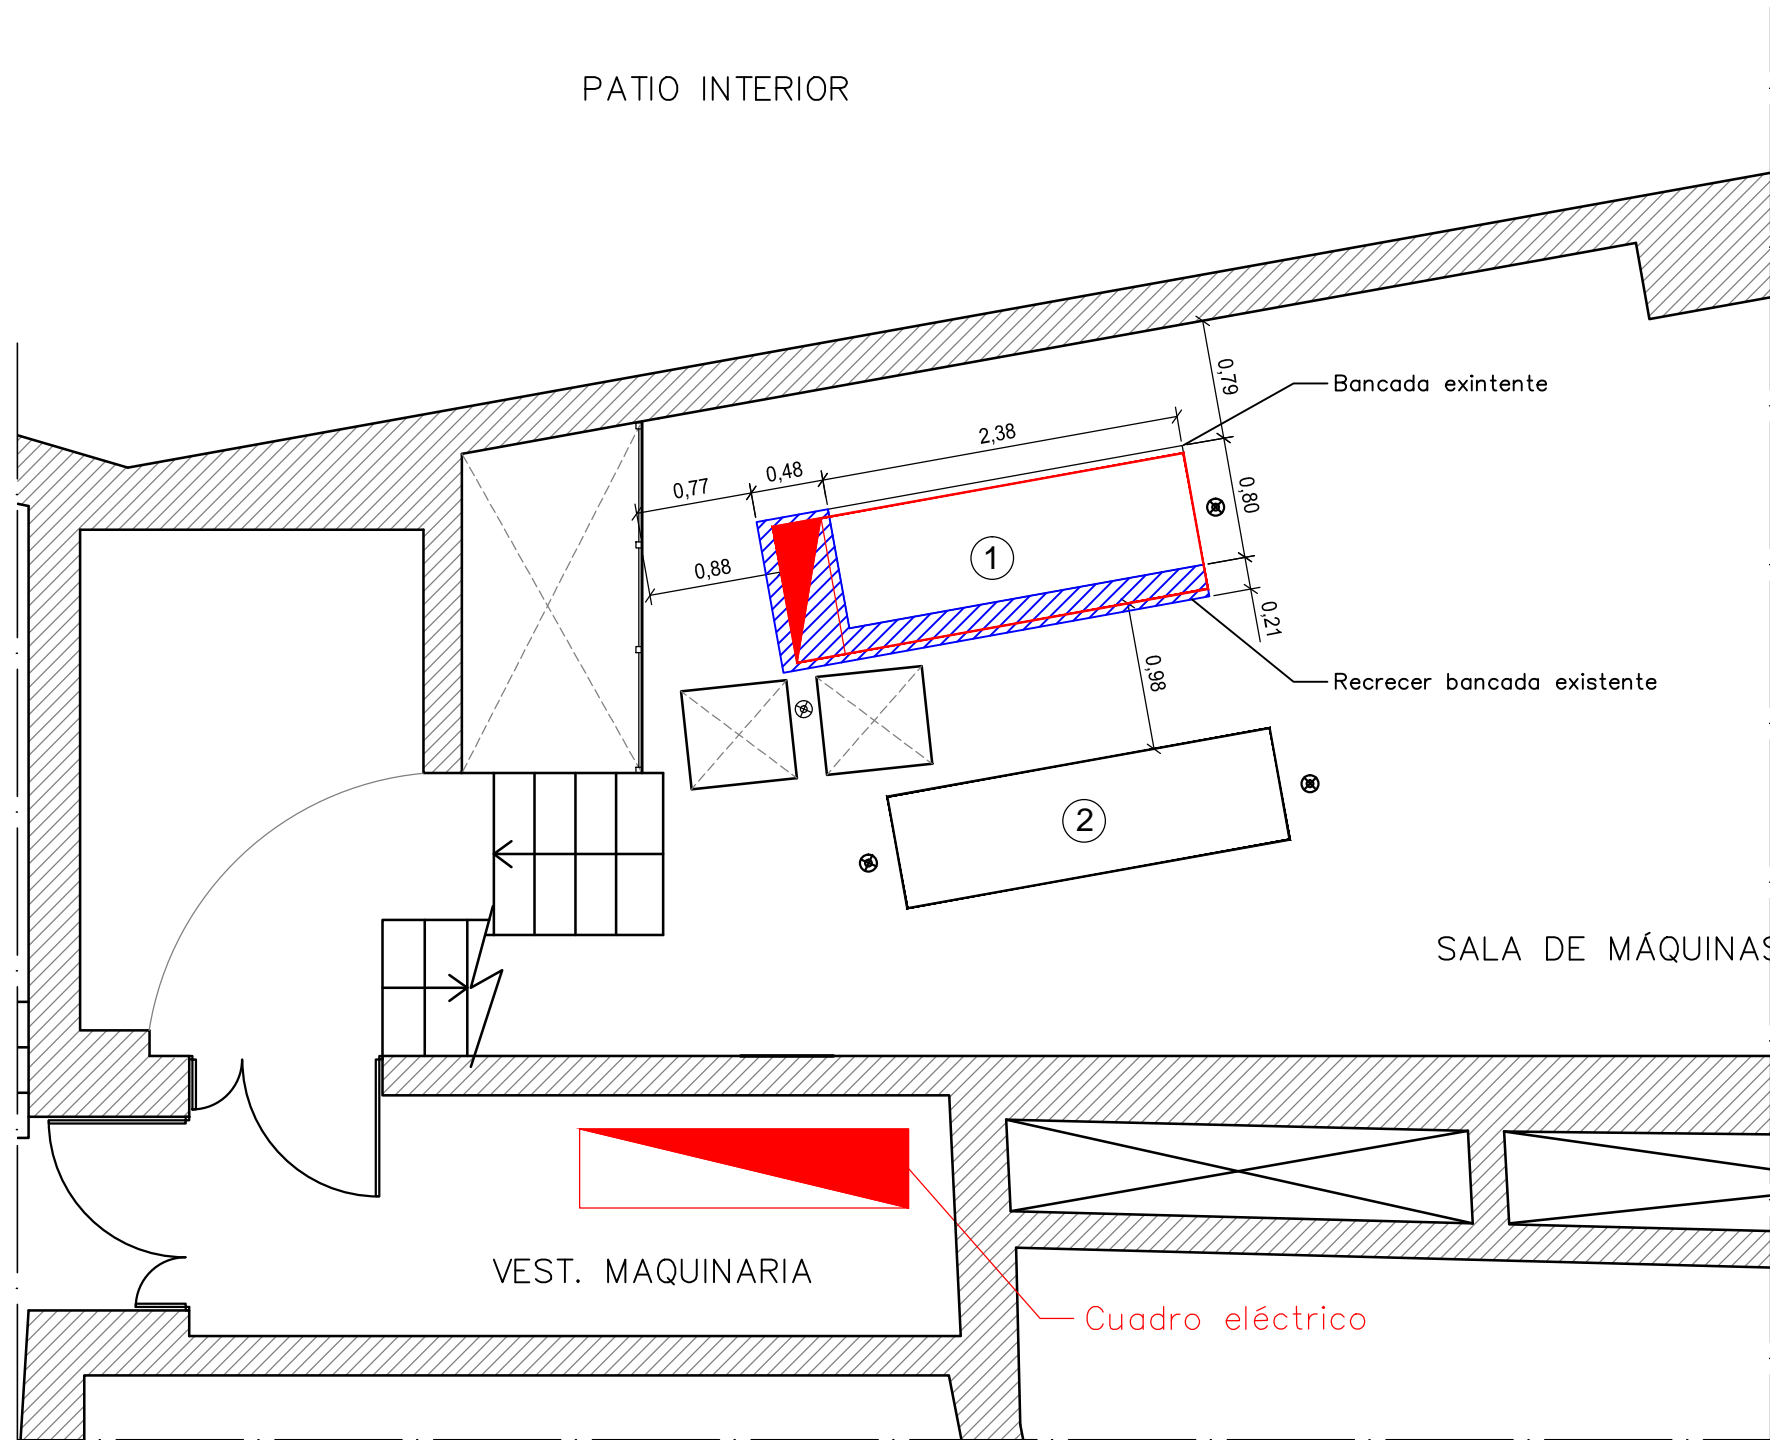 PATIO INTERIOR
0,79
Bancada exintente
2,38
0,48
0,77
0,80
1
0,88
0,21
0,98
Recrecer bancada existente
2
SALA DE MÁQUINAS
VEST. MAQUINARIA
Cuadro eléctrico